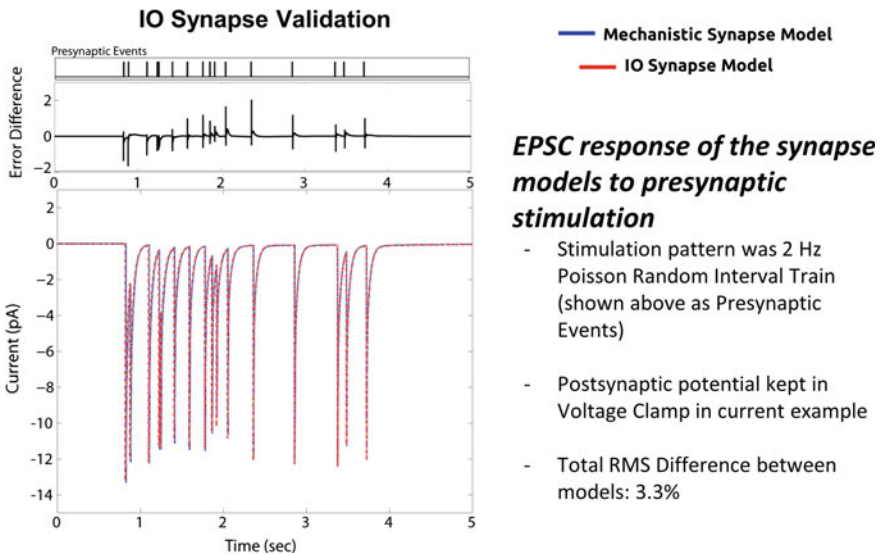 IO Synapse Validation
Presynaptic Events
Error Difference
2
0
−2
0 1 2 3 4 5
Current (pA)
0
−2
−4
−6
−8
-10
-12
-14
0 1 2 3 4 5
Time (sec)
Mechanistic Synapse Model
IO Synapse Model
EPSC response of the synapse
models to presynaptic
stimulation
- Stimulation pattern was 2 Hz
Poisson Random Interval Train
(shown above as Presynaptic
Events)
- Postsynaptic potential kept in
Voltage Clamp in current example
- Total RMS Difference between
models: 3.3%